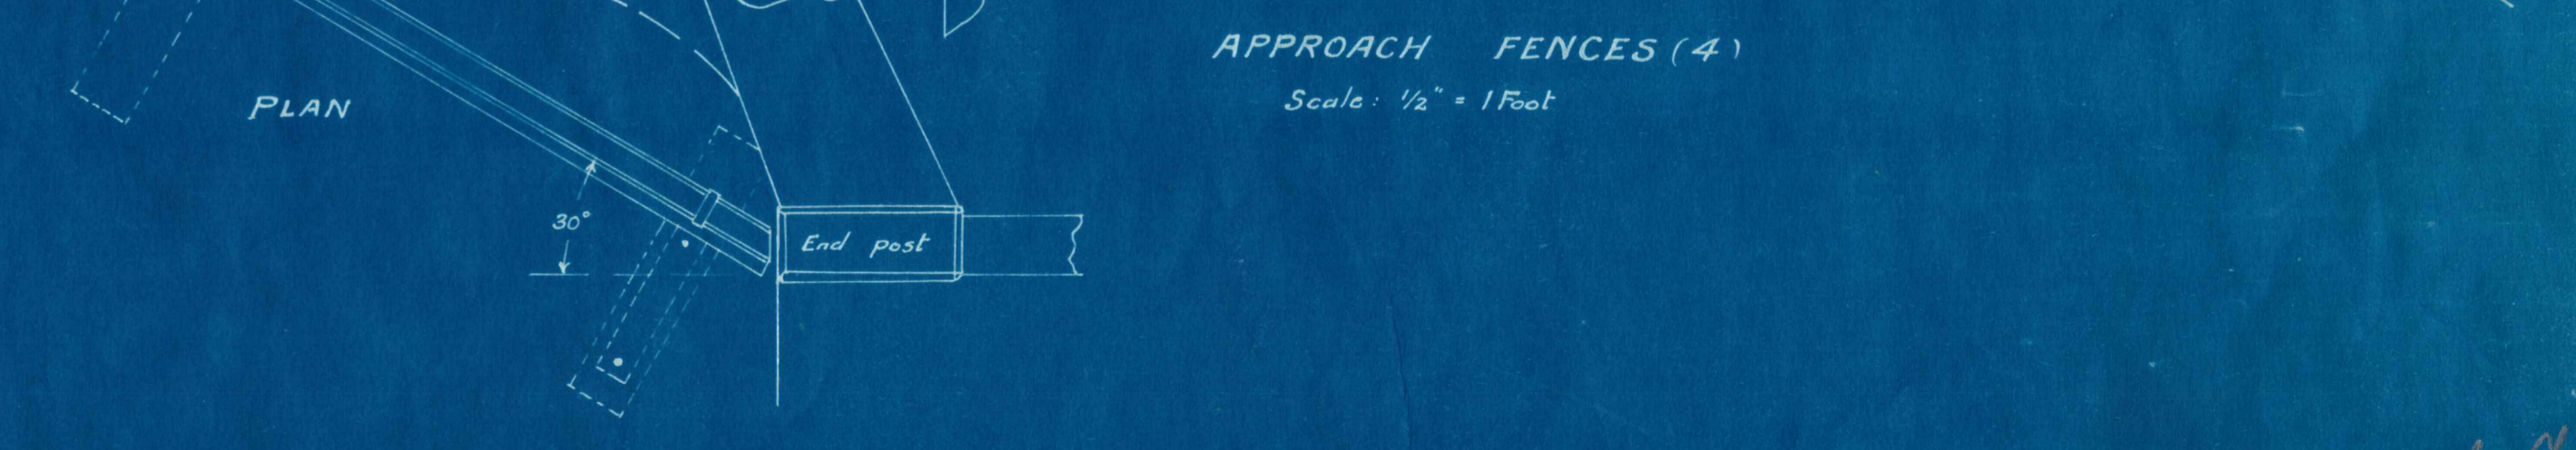 APPROACH FENCES (4)
Scale: 1/2" = 1 Foot
PLAN
30°
End post